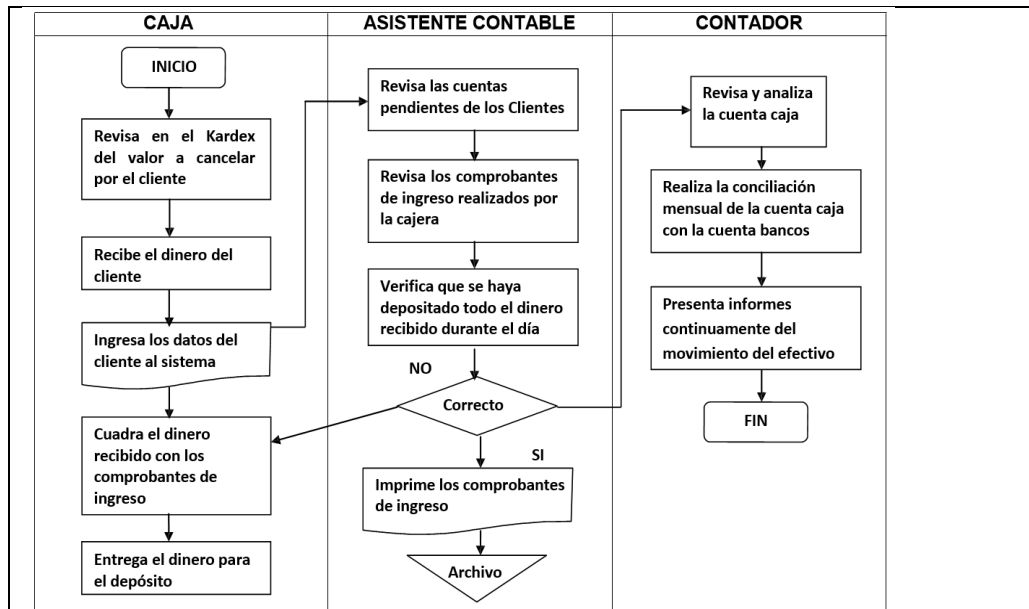 CAJA
ASISTENTE CONTABLE
CONTADOR
INICIO
Revisa en el Kardex
del valor a cancelar
por el cliente
Recibe el dinero del
cliente
Ingresa los datos del
cliente al sistema
Cuadra el dinero
recibido con los
comprobantes de
ingreso
Entrega el dinero para
el depósito
Revisa las cuentas
pendientes de los Clientes
Revisa los comprobantes
de ingreso realizados por
la cajera
Verifica que se haya
depositado todo el dinero
recibido durante el día
NO
Correcto
SI
Imprime los comprobantes
de ingreso
Archivo
Revisa y analiza
la cuenta caja
Realiza la conciliación
mensual de la cuenta caja
con la cuenta bancos
Presenta informes
continuamente del
movimiento del efectivo
FIN